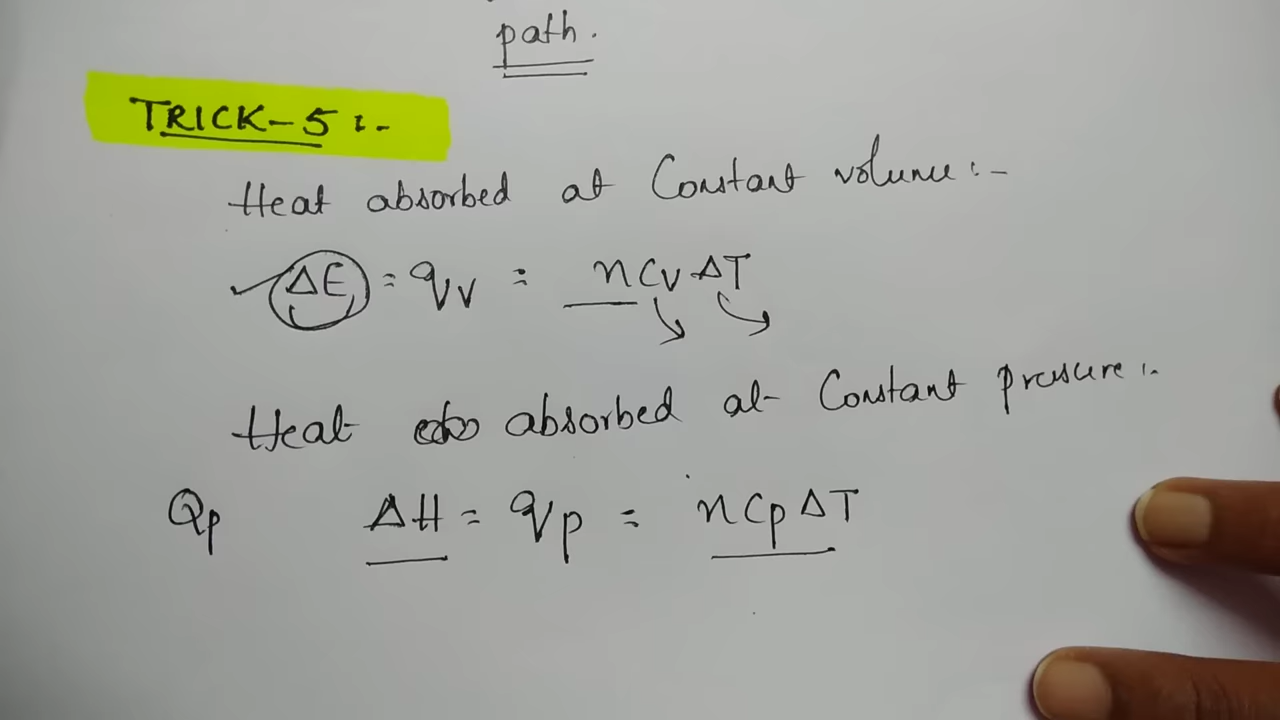 path.
TRICK-5 :-
Heat absorbed at Constant volume :-
ΔE = qv = nCvΔT
Heat absorbed at Constant pressure :-
Qp ΔH = qp = nCpΔT